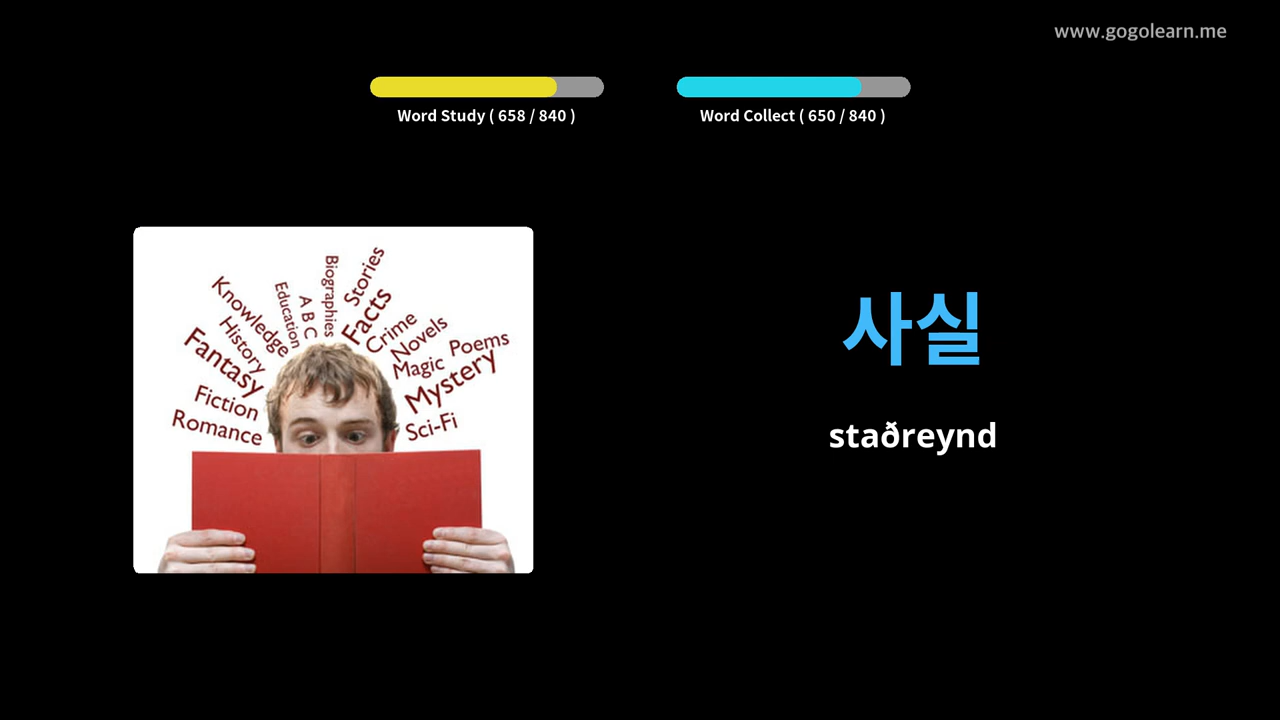 www.gogolearn.me
Word Study ( 658 / 840 )
Word Collect ( 650 / 840 )
Knowledge
History
Fantasy
Fiction
Romance
Education
A B C
Biographies
Stories
Facts
Crime
Novels
Magic
Poems
Mystery
Sci-Fi
사실
staðreynd